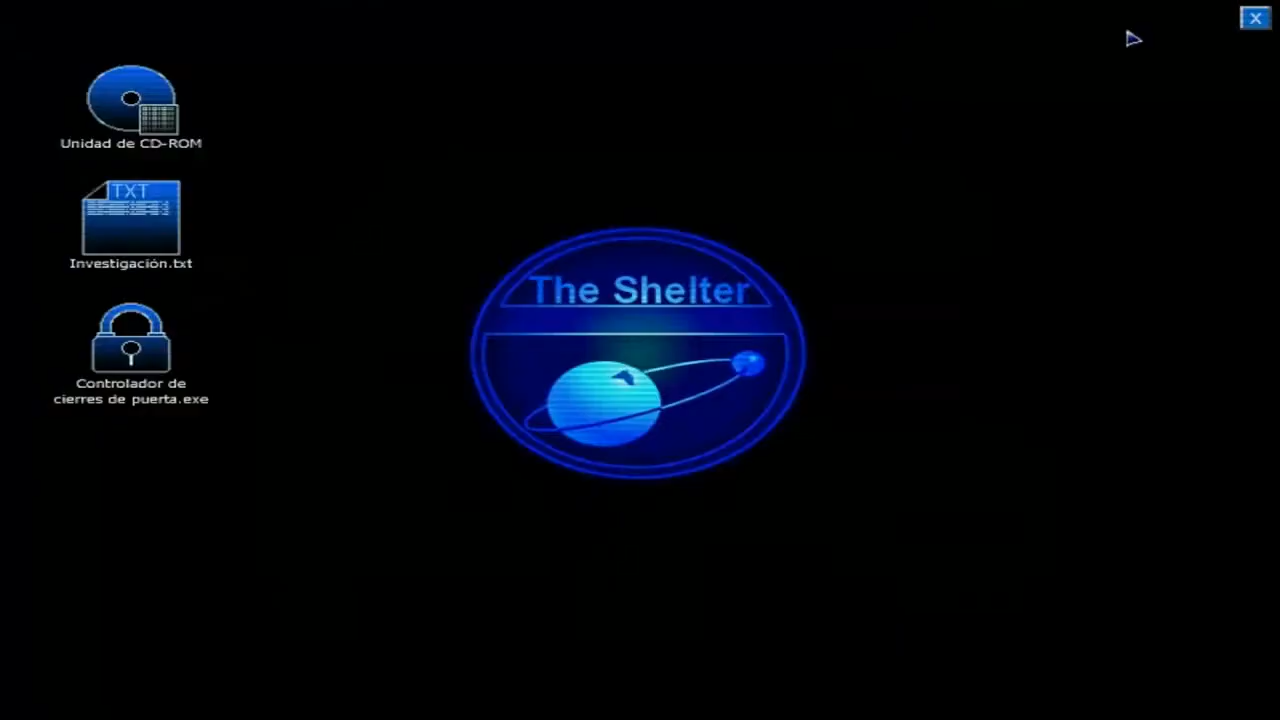 X
Unidad de CD-ROM
TXT
Investigación.txt
Controlador de
cierres de puerta.exe
The Shelter